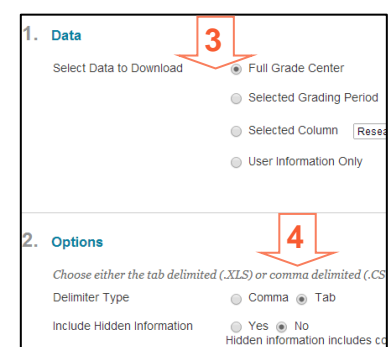 1. Data
3
Select Data to Download Full Grade Center
Selected Grading Period
Selected Column Resea
User Information Only
2. Options
4
Choose either the tab delimited (.XLS) or comma delimited (.CS
Delimiter Type Comma Tab
Include Hidden Information Yes No
Hidden information includes co